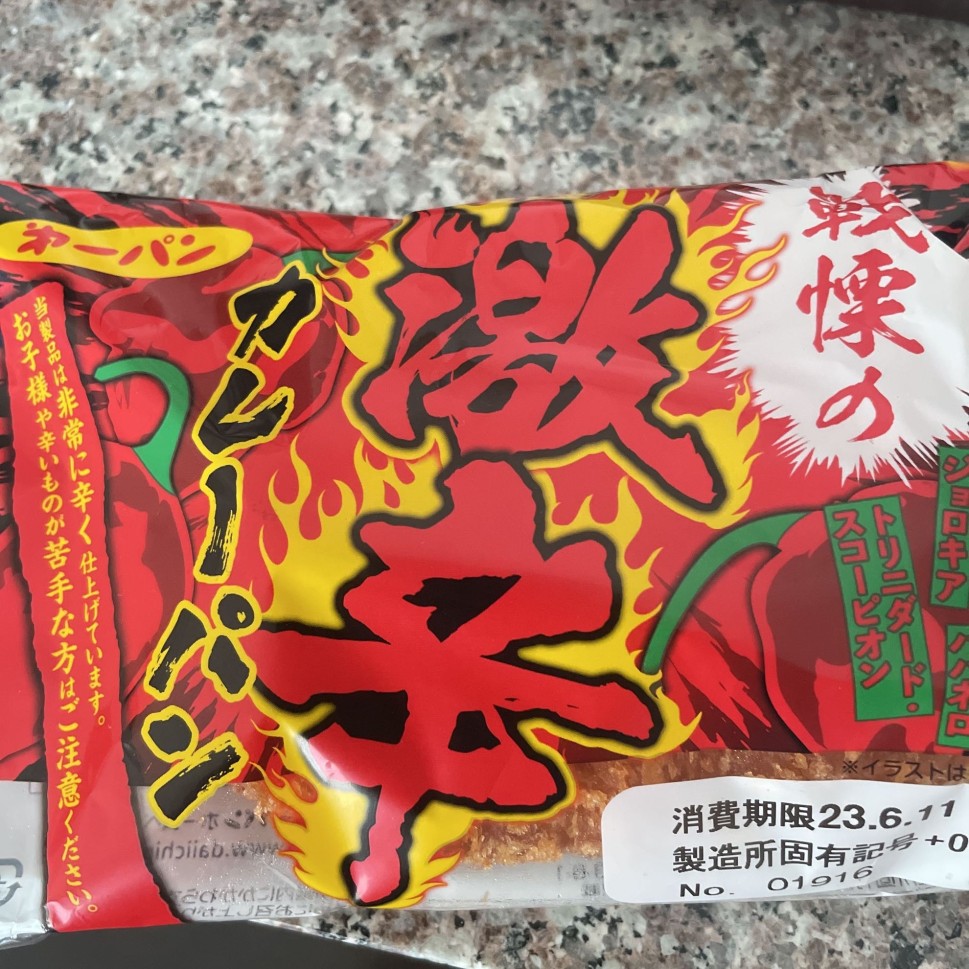 戦慄の
激辛
カレーパン
第一パン
ジョロキア
ハバネロ
トリニダード・
スコーピオン
当製品は非常に辛く仕上げています。
お子様や辛いものが苦手な方はご注意ください。
※イラストは
消費期限23.6.11
製造所固有記号+0
No. 01916